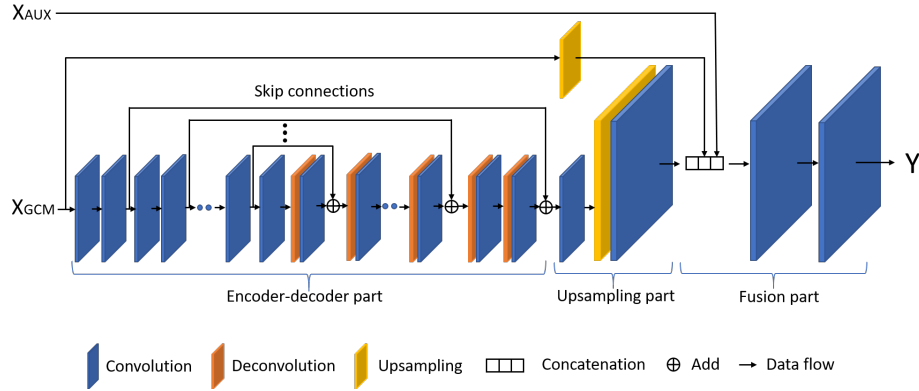 XAUX
Skip connections
XGCM
Y
Encoder-decoder part
Upsampling part
Fusion part
Convolution
Deconvolution
Upsampling
Concatenation
Add
Data flow